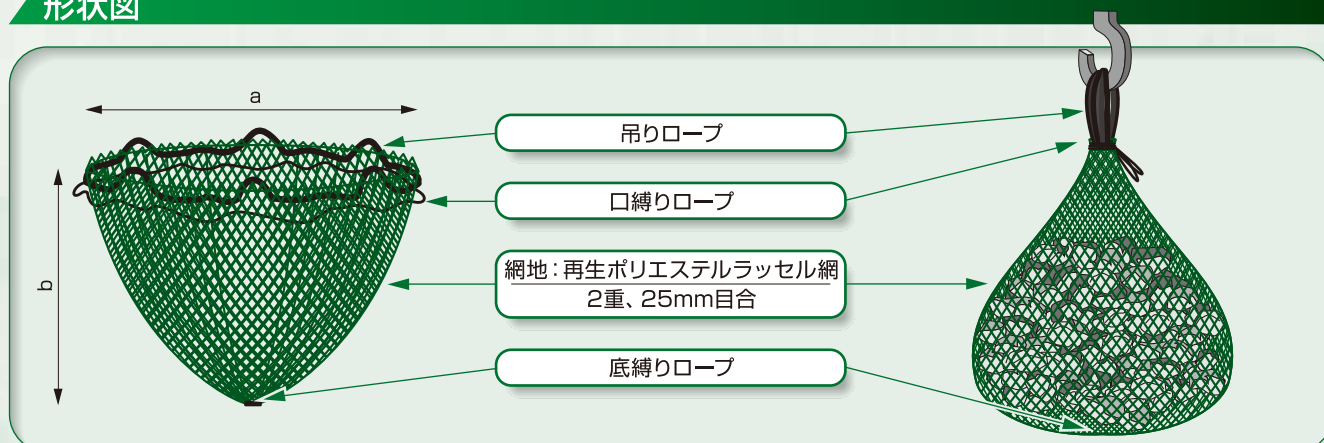 形状図
a
b
吊りロープ
口縛りロープ
網地：再生ポリエステルラッセル網
2重、25mm目合
底縛りロープ